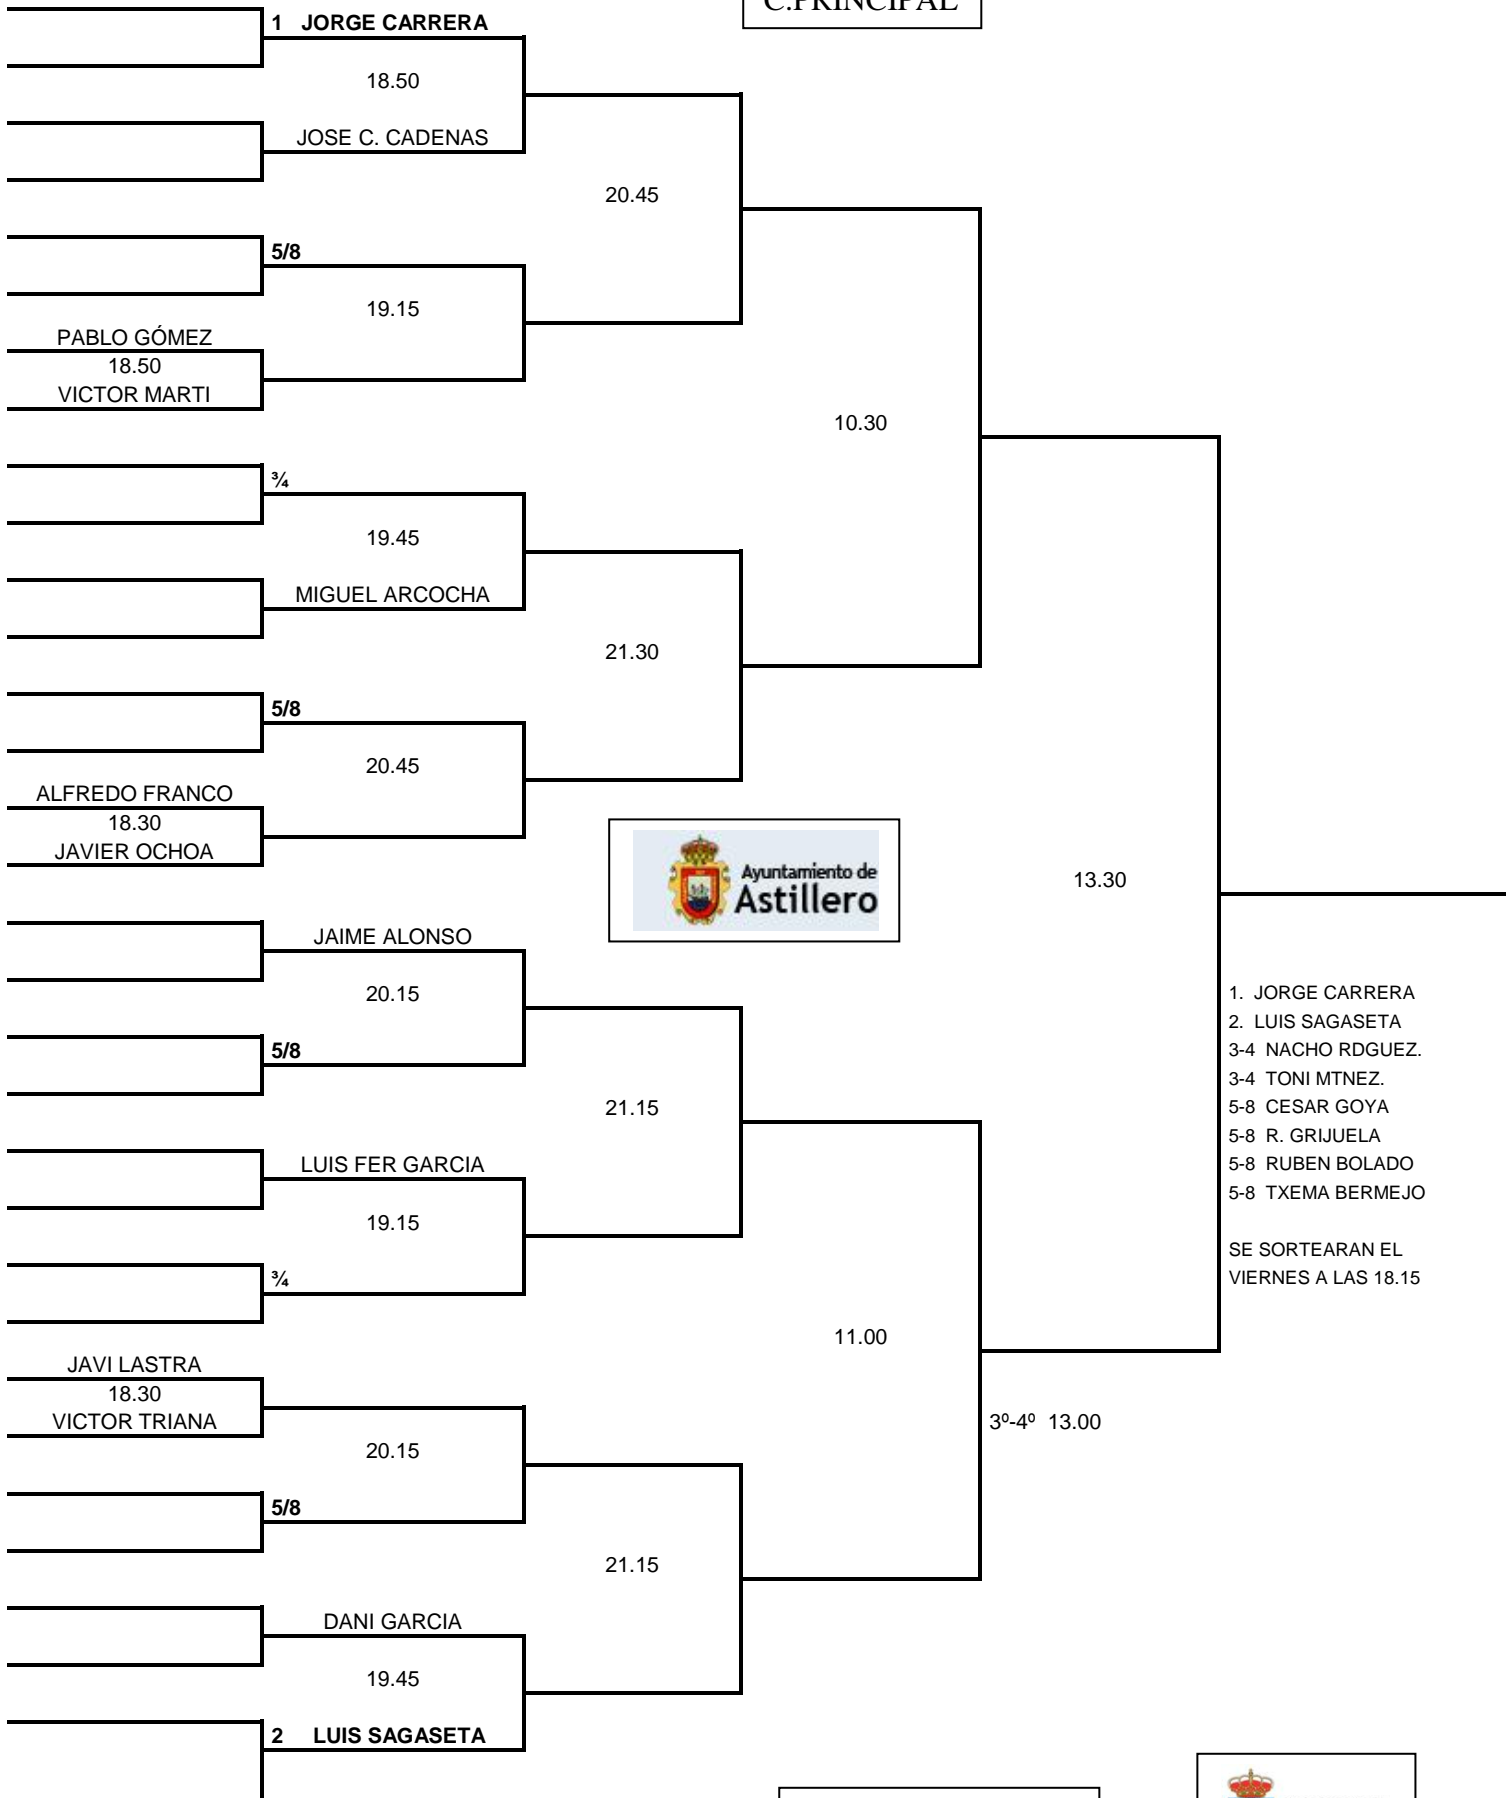 C.PRINCIPAL
1 JORGE CARRERA
18.50
JOSE C. CADENAS
20.45
5/8
19.15
PABLO GÓMEZ
18.50
VICTOR MARTI
10.30
¾
19.45
MIGUEL ARCOCHA
21.30
5/8
20.45
ALFREDO FRANCO
18.30
JAVIER OCHOA
Ayuntamiento de
Astillero
13.30
JAIME ALONSO
20.15
5/8
21.15
LUIS FER GARCIA
19.15
¾
1. JORGE CARRERA
2. LUIS SAGASETA
3-4 NACHO RDGUEZ.
3-4 TONI MTNEZ.
5-8 CESAR GOYA
5-8 R. GRIJUELA
5-8 RUBEN BOLADO
5-8 TXEMA BERMEJO
SE SORTEARAN EL
VIERNES A LAS 18.15
11.00
JAVI LASTRA
18.30
VICTOR TRIANA
3º-4º 13.00
20.15
5/8
21.15
DANI GARCIA
19.45
2 LUIS SAGASETA